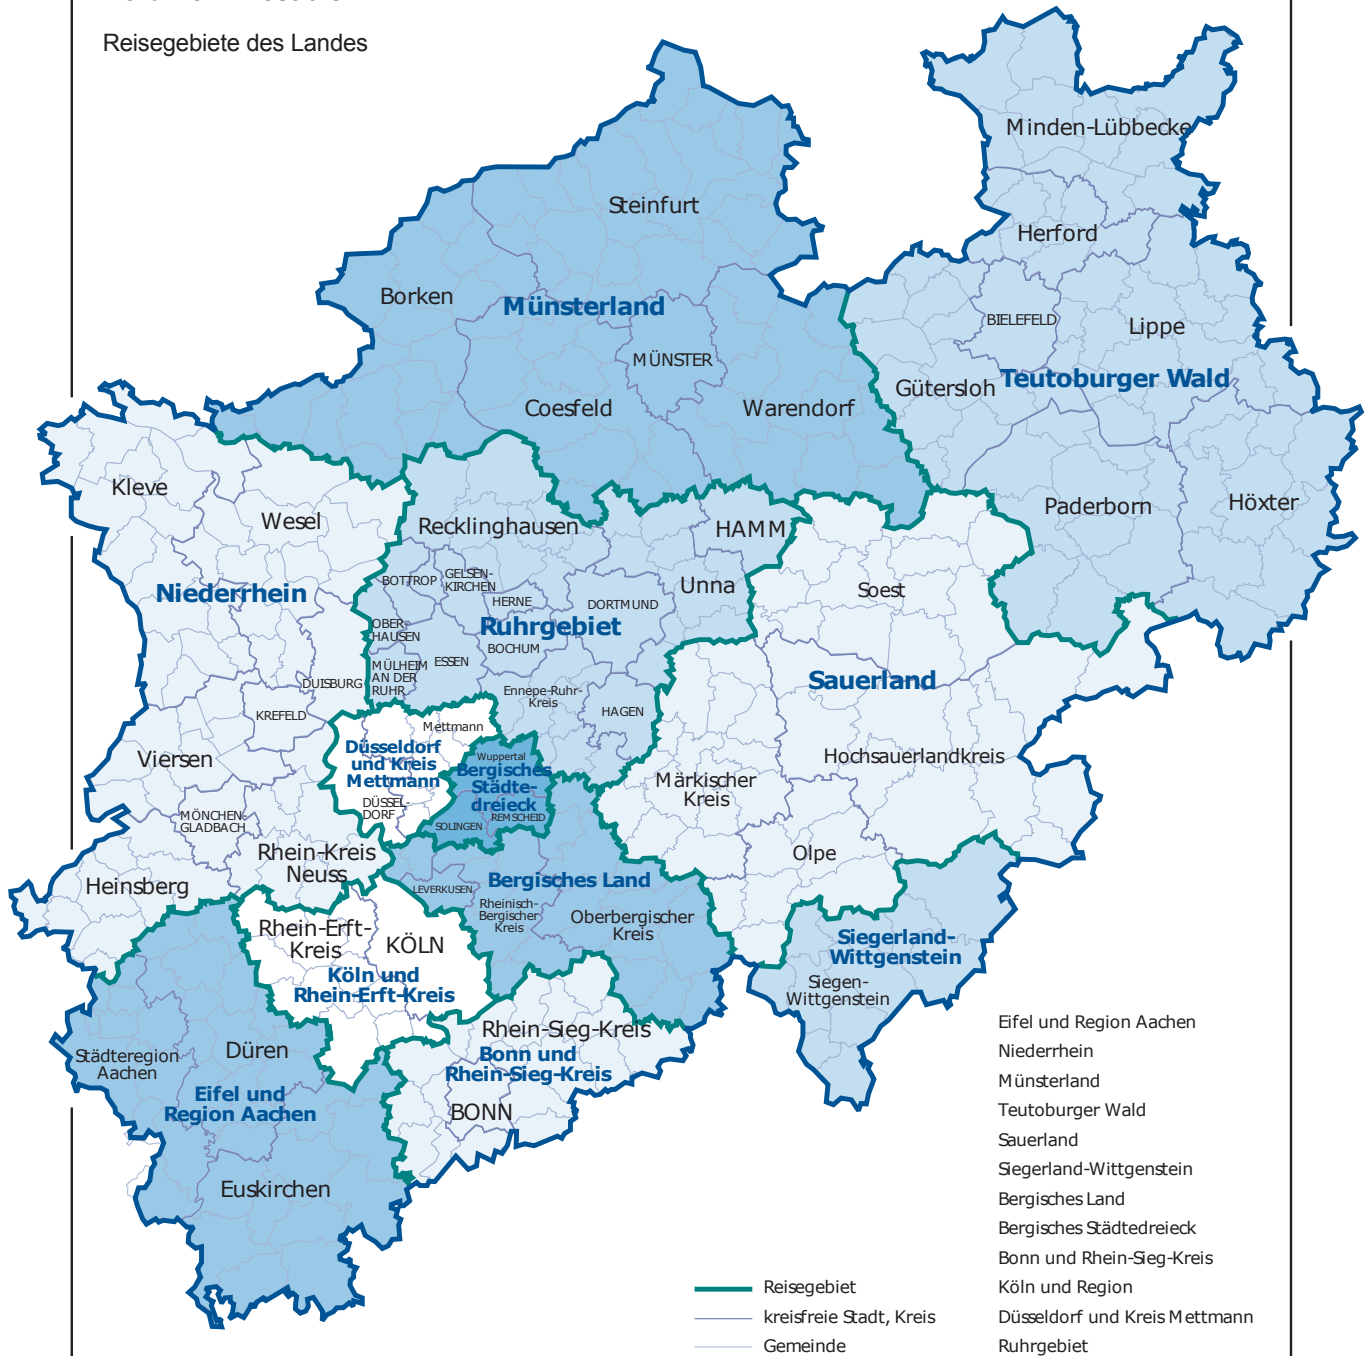 Reisegebiete des Landes
Minden-Lübbecke
Steinfurt
Herford
Borken
Münsterland
BIELEFELD
Lippe
MÜNSTER
Gütersloh
Teutoburger Wald
Coesfeld
Warendorf
Kleve
Wesel
Recklinghausen
HAMM
Paderborn
Höxter
Niederrhein
BOTTROP
GELSEN-
KIRCHEN
HERNE
DORTMUND
Unna
Soest
OBER-
HAUSEN
Ruhrgebiet
BOCHUM
MÜLHEIM
AN DER
RUHR
ESSEN
DUISBURG
Ennepe-Ruhr-
Kreis
HAGEN
Sauerland
KREFELD
Mettmann
Viersen
Düsseldorf
und Kreis
Mettmann
DÜSSEL-
DORF
Wuppertal
Bergisches
Städte-
dreieck
SOLINGEN
REMSCHEID
Märkischer
Kreis
Hochsauerlandkreis
MÖNCHEN-
GLADBACH
Rhein-Kreis
Neuss
Olpe
Heinsberg
LEVERKUSEN
Bergisches Land
Rheinisch-
Bergischer
Kreis
Oberbergischer
Kreis
Rhein-Erft-
Kreis
KÖLN
Köln und
Rhein-Erft-Kreis
Siegerland-
Wittgenstein
Siegen-
Wittgenstein
Städteregion
Aachen
Düren
Rhein-Sieg-Kreis
Bonn und
Rhein-Sieg-Kreis
BONN
Eifel und
Region Aachen
Euskirchen
Eifel und Region Aachen
Niederrhein
Münsterland
Teutoburger Wald
Sauerland
Siegerland-Wittgenstein
Bergisches Land
Bergisches Städtedreieck
Bonn und Rhein-Sieg-Kreis
Köln und Region
Düsseldorf und Kreis Mettmann
Ruhrgebiet
Reisegebiet
kreisfreie Stadt, Kreis
Gemeinde